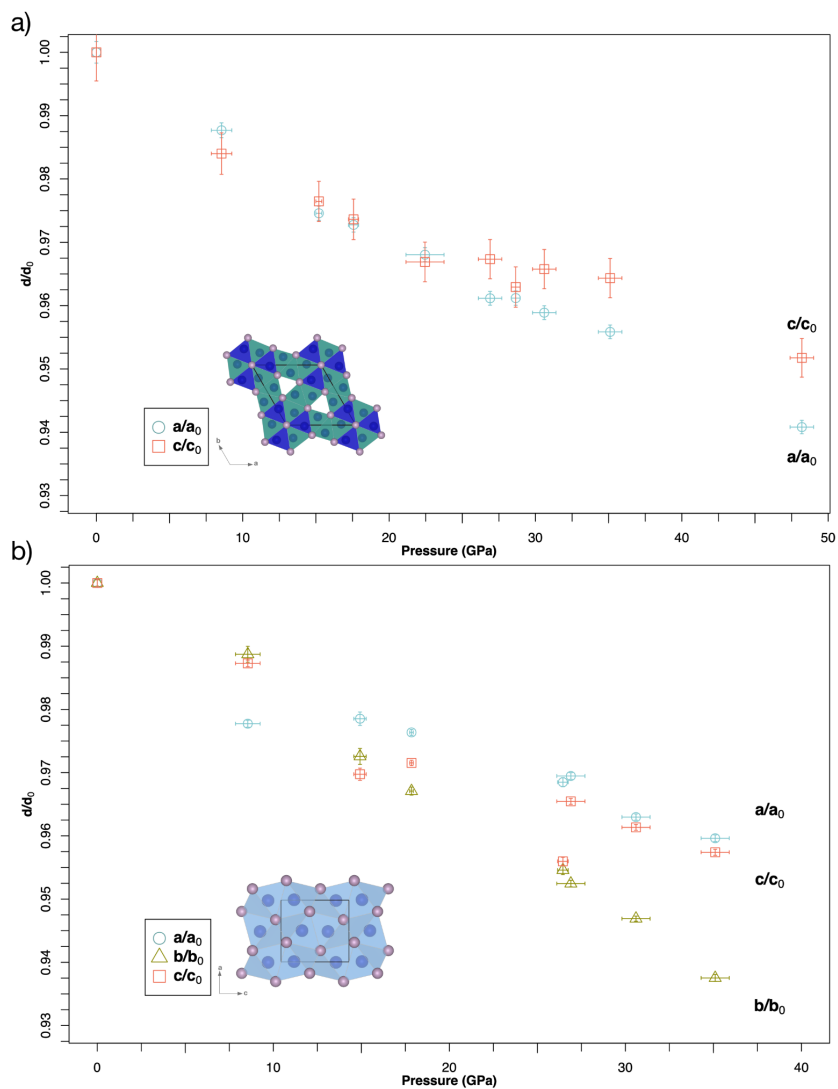 a)
1.00
0.99
0.98
0.97
0.96
0.95
0.94
0.93
d/d0
c/c0
a/a0
a/a0
c/c0
b
a
0 10 20 30 40 50
Pressure (GPa)
b)
1.00
0.99
0.98
0.97
0.96
0.95
0.94
0.93
d/d0
a/a0
c/c0
b/b0
a/a0
b/b0
c/c0
a
c
0 10 20 30 40
Pressure (GPa)